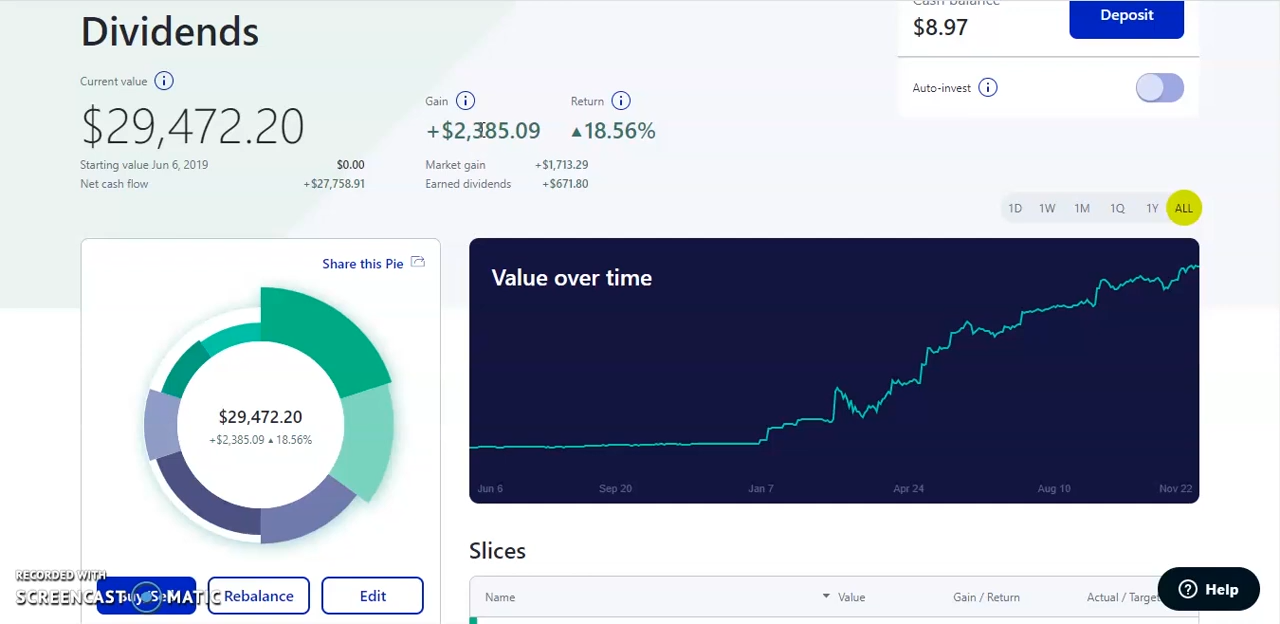 Dividends
Cash balance
$8.97
Deposit
Current value
$29,472.20
Gain
+$2,385.09
Return
▲18.56%
Auto-invest
Starting value Jun 6, 2019 $0.00
Net cash flow +$27,758.91
Market gain +$1,713.29
Earned dividends +$671.80
1D 1W 1M 1Q 1Y ALL
Share this Pie
$29,472.20
+$2,385.09 ▲ 18.56%
Value over time
Jun 6 Sep 20 Jan 7 Apr 24 Aug 10 Nov 22
Slices
Name Value Gain / Return Actual / Target
Rebalance
Edit
RECORDED WITH
SCREENCAST MATIC
Help